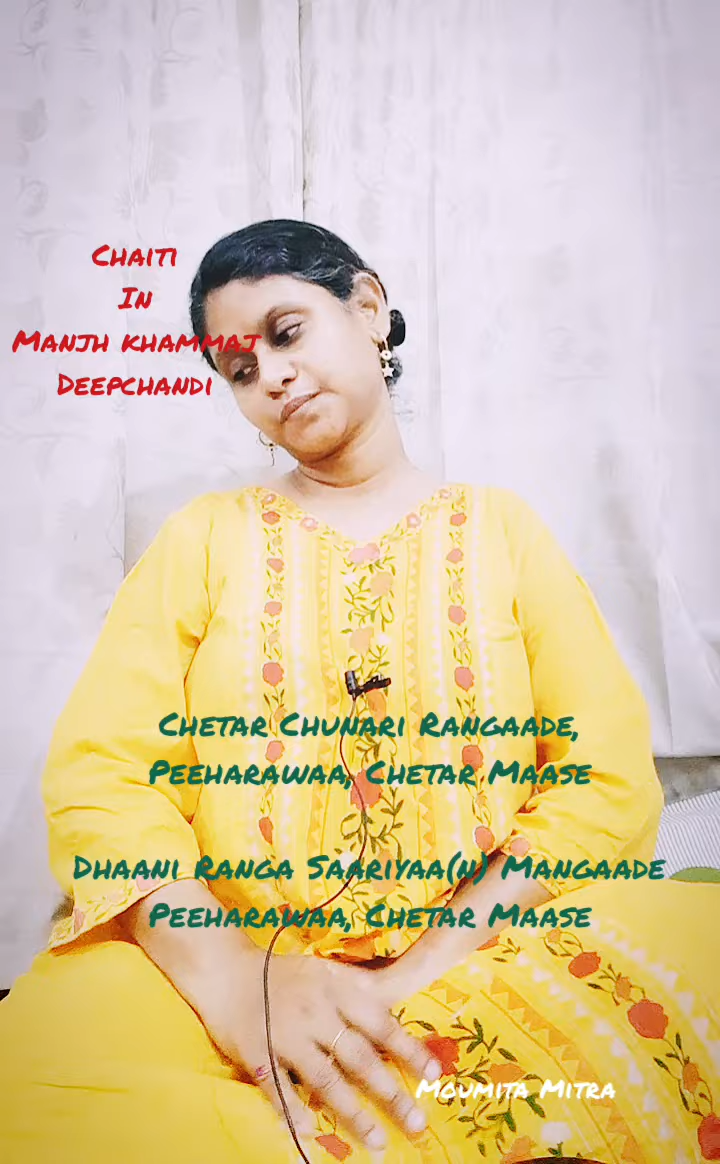 Chaiti
In
Manjh khammaj
Deepchandi
Chetar Chunari Rangaade,
Peeharawaa, Chetar Maase
Dhaani Ranga Saariyaa(n) Mangaade
Peeharawaa, Chetar Maase
Moumita Mitra